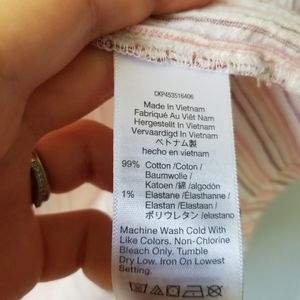 CKP453516406
Made In Vietnam
Fabriqué Au Viêt Nam
Hergestellt In Vietnam
Vervaardigd In Vietnam
ベトナム製
hecho en vietnam
99% Cotton /Coton /
Baumwolle /
Katoen /綿 /algodón
1% Elastane /Élasthanne /
Elastan /Elastaan /
ポリウレタン /elastano
Machine Wash Cold With
Like Colors. Non-Chlorine
Bleach Only. Tumble
Dry Low. Iron On Lowest
Setting.